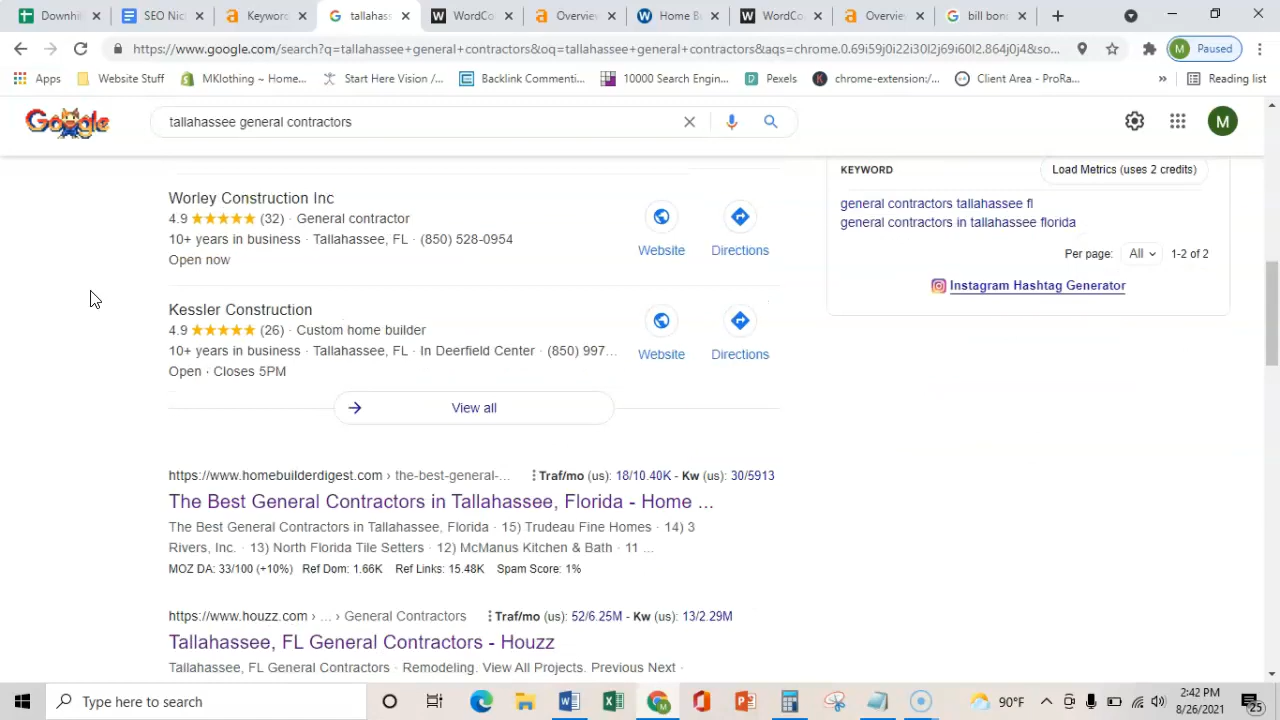 Downhi
SEO Nic
Keyword
tallahass
WordCo
Overview
Home B
WordCo
Overview
bill bon
https://www.google.com/search?q=tallahassee+general+contractors&oq=tallahassee+general+contractors&aqs=chrome.0.69i59j0i22i30l2j69i60l2.864j0j4&so...
M Paused
Apps
Website Stuff
MKlothing ~ Home...
Start Here Vision /...
Backlink Commenti...
10000 Search Engin...
Pexels
chrome-extension:/...
Client Area - ProRa...
»
Reading list
Google
tallahassee general contractors
M
KEYWORD
Load Metrics (uses 2 credits)
general contractors tallahassee fl
general contractors in tallahassee florida
Per page: All 1-2 of 2
Instagram Hashtag Generator
Worley Construction Inc
4.9 ★★★★★ (32) · General contractor
10+ years in business · Tallahassee, FL · (850) 528-0954
Open now
Website
Directions
Kessler Construction
4.9 ★★★★★ (26) · Custom home builder
10+ years in business · Tallahassee, FL · In Deerfield Center · (850) 997...
Open · Closes 5PM
Website
Directions
View all
https://www.homebuilderdigest.com › the-best-general-... Traf/mo (us): 18/10.40K - Kw (us): 30/5913
The Best General Contractors in Tallahassee, Florida - Home ...
The Best General Contractors in Tallahassee, Florida · 15) Trudeau Fine Homes · 14) 3
Rivers, Inc. · 13) North Florida Tile Setters · 12) McManus Kitchen & Bath · 11 ...
MOZ DA: 33/100 (+10%) Ref Dom: 1.66K Ref Links: 15.48K Spam Score: 1%
https://www.houzz.com › ... › General Contractors Traf/mo (us): 52/6.25M - Kw (us): 13/2.29M
Tallahassee, FL General Contractors - Houzz
Tallahassee, FL General Contractors · Remodeling. View All Projects. Previous Next ·
Type here to search
90°F
2:42 PM
8/26/2021
25